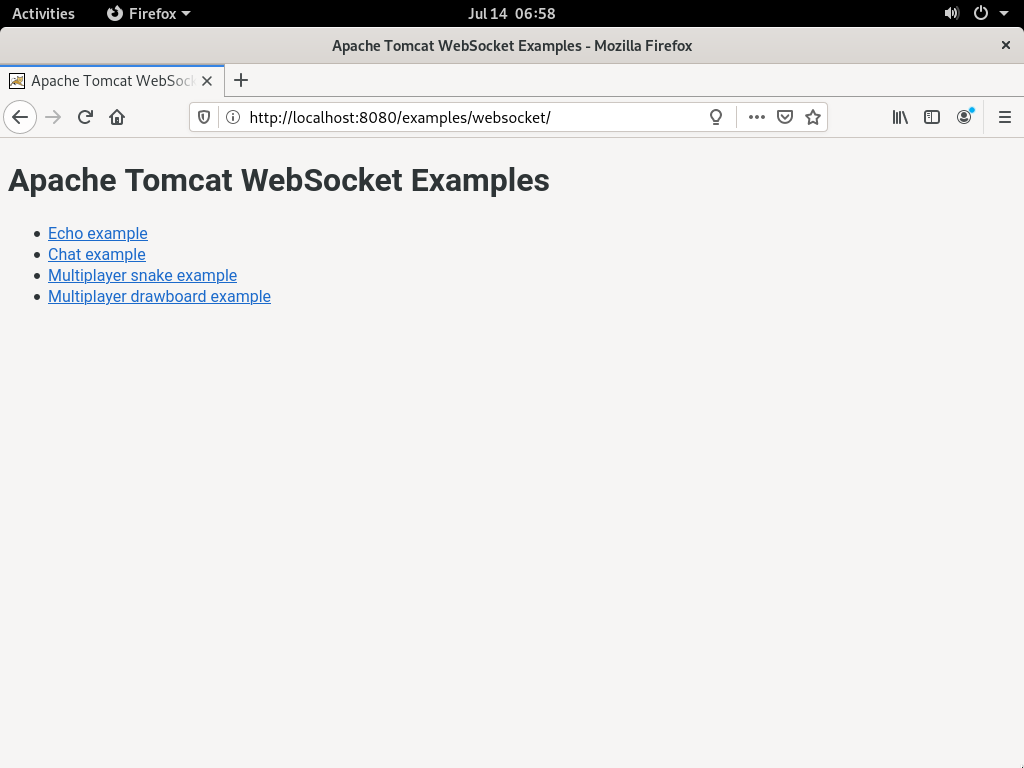 Activities Firefox Jul 14 06:58
Apache Tomcat WebSocket Examples - Mozilla Firefox
Apache Tomcat WebSock
http://localhost:8080/examples/websocket/
Apache Tomcat WebSocket Examples
• Echo example
• Chat example
• Multiplayer snake example
• Multiplayer drawboard example